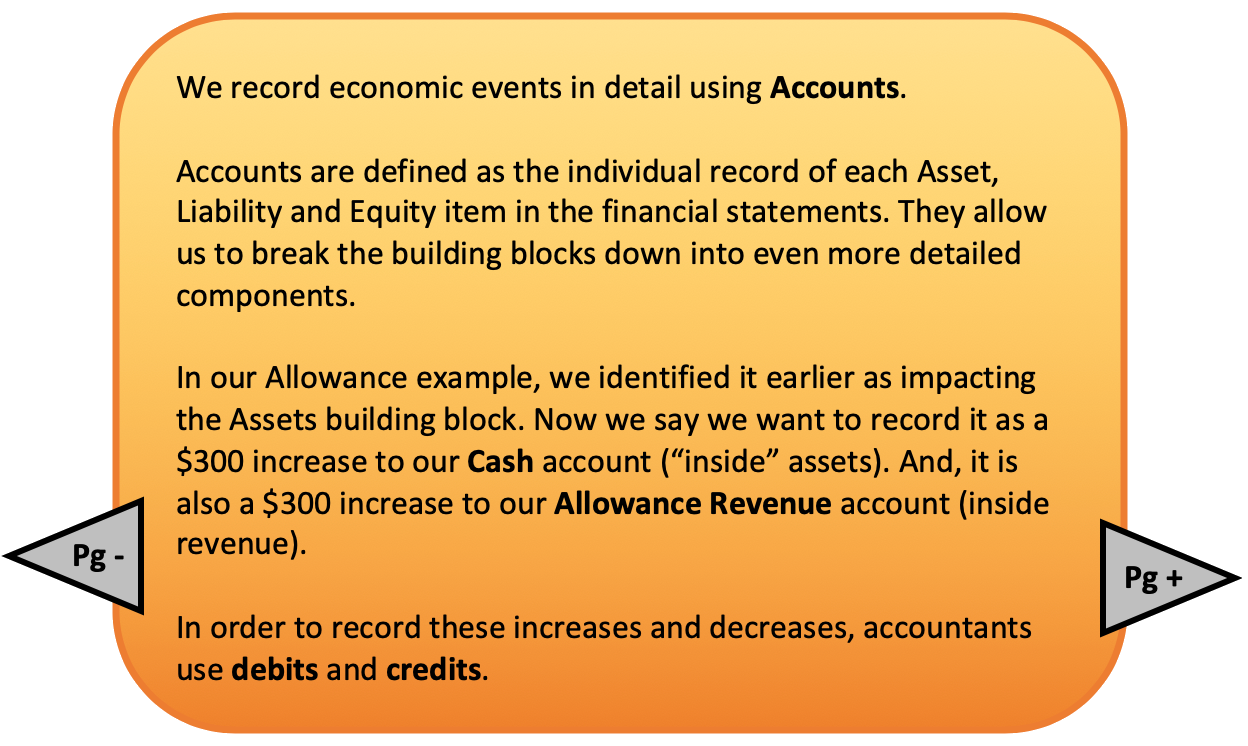 We record economic events in detail using Accounts.
Accounts are defined as the individual record of each Asset,
Liability and Equity item in the financial statements. They allow
us to break the building blocks down into even more detailed
components.
In our Allowance example, we identified it earlier as impacting
the Assets building block. Now we say we want to record it as a
$300 increase to our Cash account (“inside” assets). And, it is
also a $300 increase to our Allowance Revenue account (inside
revenue).
Pg -
Pg +
In order to record these increases and decreases, accountants
use debits and credits.